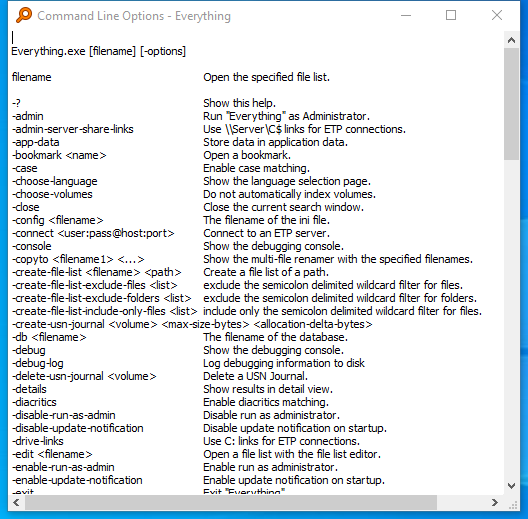 Command Line Options - Everything
Everything.exe [filename] [-options]
filename Open the specified file list.
-? Show this help.
-admin Run "Everything" as Administrator.
-admin-server-share-links Use \\Server\C$ links for ETP connections.
-app-data Store data in application data.
-bookmark <name> Open a bookmark.
-case Enable case matching.
-choose-language Show the language selection page.
-choose-volumes Do not automatically index volumes.
-close Close the current search window.
-config <filename> The filename of the ini file.
-connect <user:pass@host:port> Connect to an ETP server.
-console Show the debugging console.
-copyto <filename1> <...> Show the multi-file renamer with the specified filenames.
-create-file-list <filename> <path> Create a file list of a path.
-create-file-list-exclude-files <list> exclude the semicolon delimited wildcard filter for files.
-create-file-list-exclude-folders <list> exclude the semicolon delimited wildcard filter for folders.
-create-file-list-include-only-files <list> include only the semicolon delimited wildcard filter for files.
-create-usn-journal <volume> <max-size-bytes> <allocation-delta-bytes>
-db <filename> The filename of the database.
-debug Show the debugging console.
-debug-log Log debugging information to disk
-delete-usn-journal <volume> Delete a USN Journal.
-details Show results in detail view.
-diacritics Enable diacritics matching.
-disable-run-as-admin Disable run as administrator.
-disable-update-notification Disable update notification on startup.
-drive-links Use C: links for ETP connections.
-edit <filename> Open a file list with the file list editor.
-enable-run-as-admin Enable run as administrator.
-enable-update-notification Enable update notification on startup.
-exit Exit "Everything"